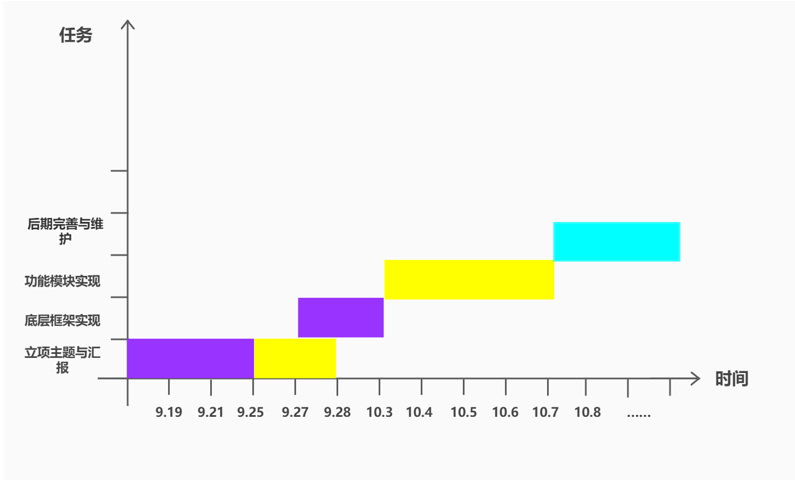 任务
后期完善与维
护
功能模块实现
底层框架实现
立项主题与汇
报
时间
9.19 9.21 9.25 9.27 9.28 10.3 10.4 10.5 10.6 10.7 10.8 ......